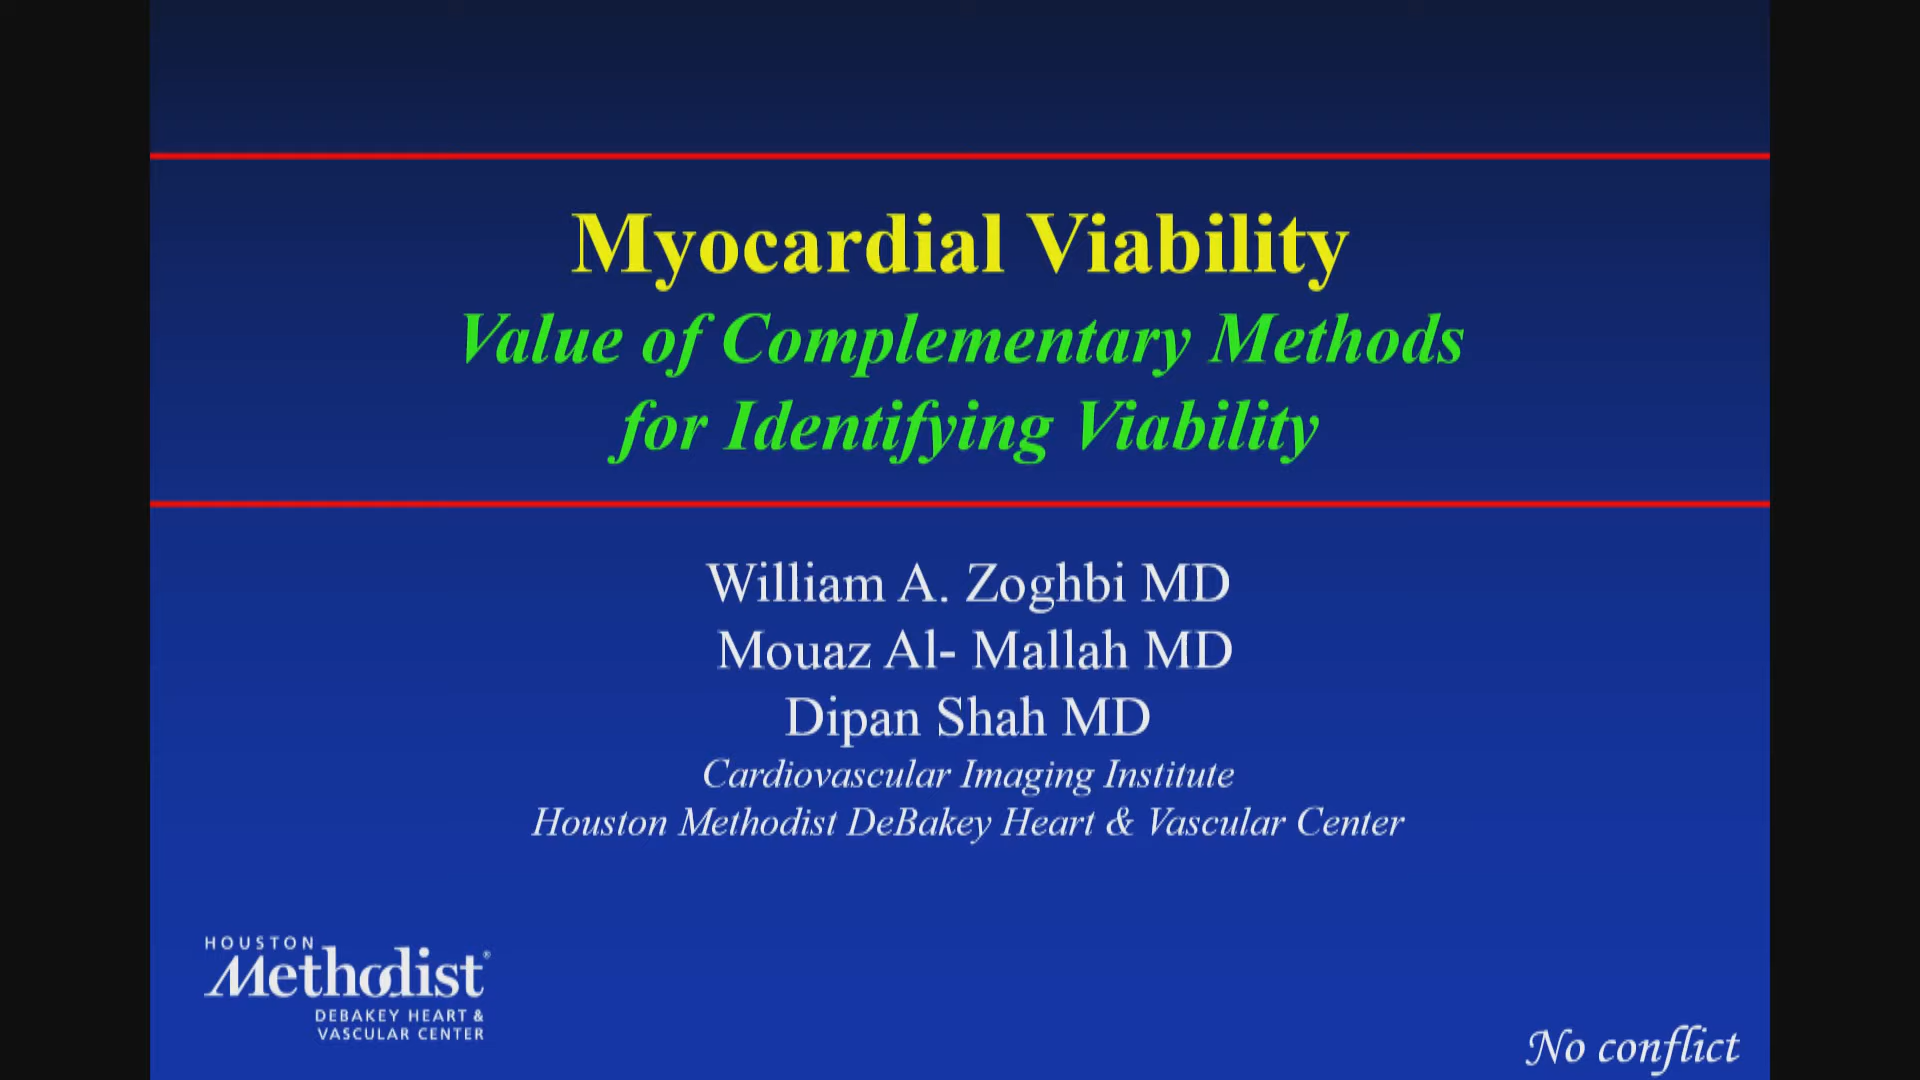 Myocardial Viability
Value of Complementary Methods
for Identifying Viability
William A. Zoghbi MD
Mouaz Al- Mallah MD
Dipan Shah MD
Cardiovascular Imaging Institute
Houston Methodist DeBakey Heart & Vascular Center
HOUSTON
Methodist®
DEBAKEY HEART &
VASCULAR CENTER
No conflict